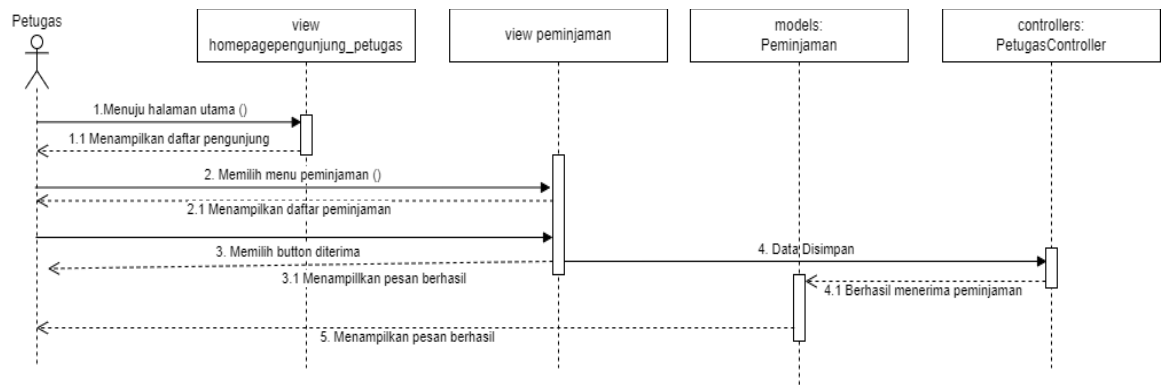 Petugas
view
homepagepengunjung_petugas
view peminjaman
models:
Peminjaman
controllers:
PetugasController
1.Menuju halaman utama ()
1.1 Menampilkan daftar pengunjung
2. Memilih menu peminjaman ()
2.1 Menampilkan daftar peminjaman
3. Memilih button diterima
4. Data Disimpan
3.1 Menampillkan pesan berhasil
4.1 Berhasil menerima peminjaman
5. Menampilkan pesan berhasil